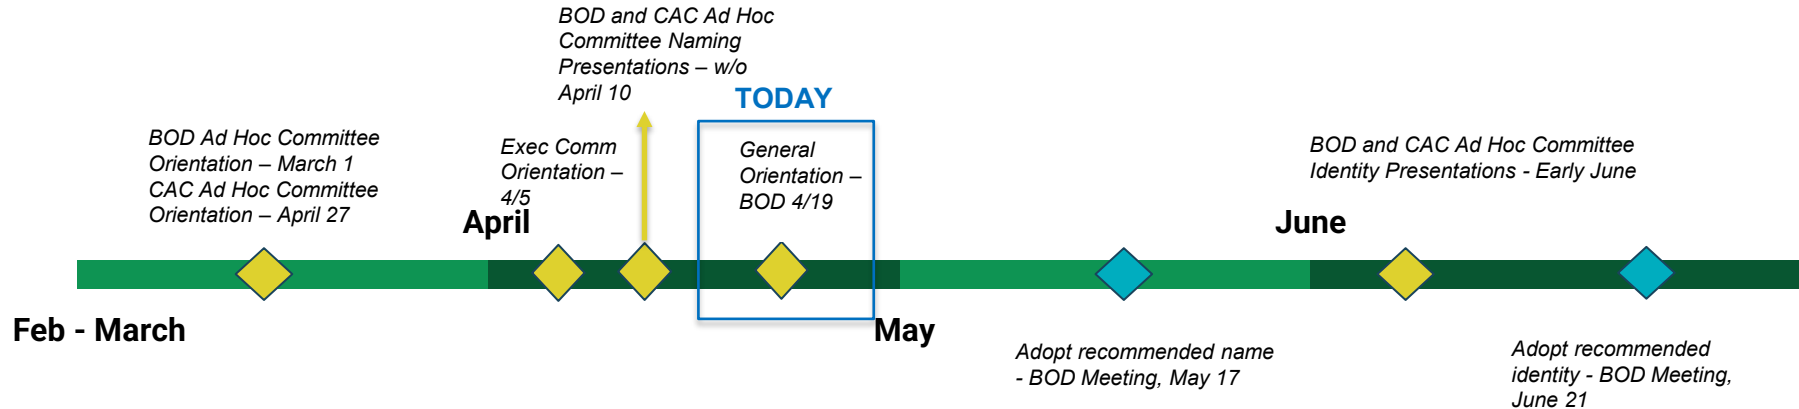 BOD and CAC Ad Hoc
Committee Naming
Presentations – w/o
April 10
TODAY
BOD Ad Hoc Committee
Orientation – March 1
CAC Ad Hoc Committee
Orientation – April 27
Exec Comm
Orientation –
4/5
General
Orientation –
BOD 4/19
BOD and CAC Ad Hoc Committee
Identity Presentations - Early June
April
June
Feb - March
May
Adopt recommended name
- BOD Meeting, May 17
Adopt recommended
identity - BOD Meeting,
June 21